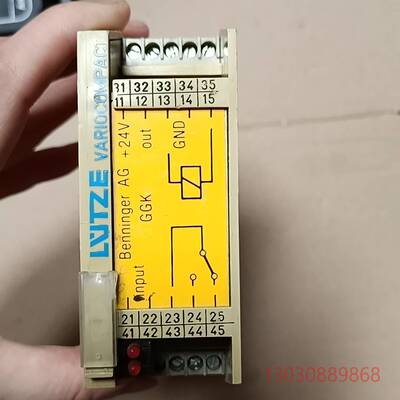 LÜTZE VARIOCOMPACT
31 32 33 34 35
11 12 13 14 15
+24V out GND
Benninger AG
GGK
Input
21 22 23 24 25
41 42 43 44 45
13030889868